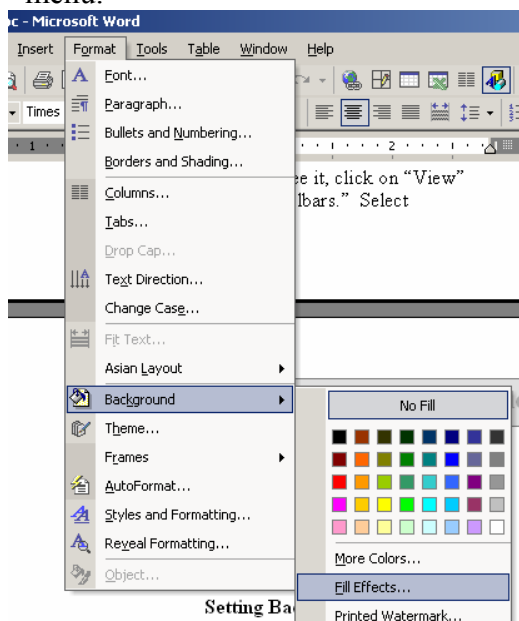 menu.
oc - Microsoft Word
Insert Format Tools Table Window Help
Times
1 2
Font...
Paragraph...
Bullets and Numbering...
Borders and Shading...
Columns...
Tabs...
Drop Cap...
Text Direction...
Change Case...
Fit Text...
Asian Layout
Background
Theme...
Frames
AutoFormat...
Styles and Formatting...
Reveal Formatting...
Object...
ee it, click on “View”
lbars.” Select
No Fill
More Colors...
Fill Effects...
Printed Watermark...
Setting Ba